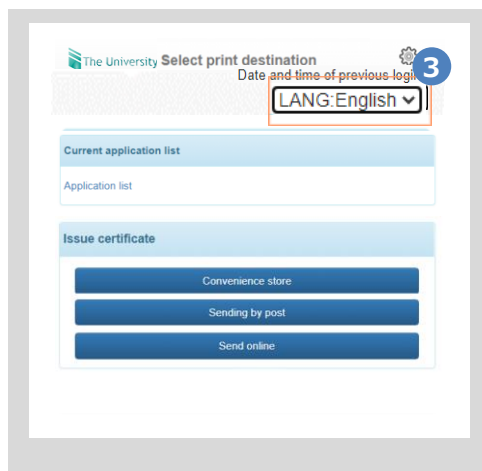 The University Select print destination
Date and time of previous login
3
LANG:English
Current application list
Application list
Issue certificate
Convenience store
Sending by post
Send online